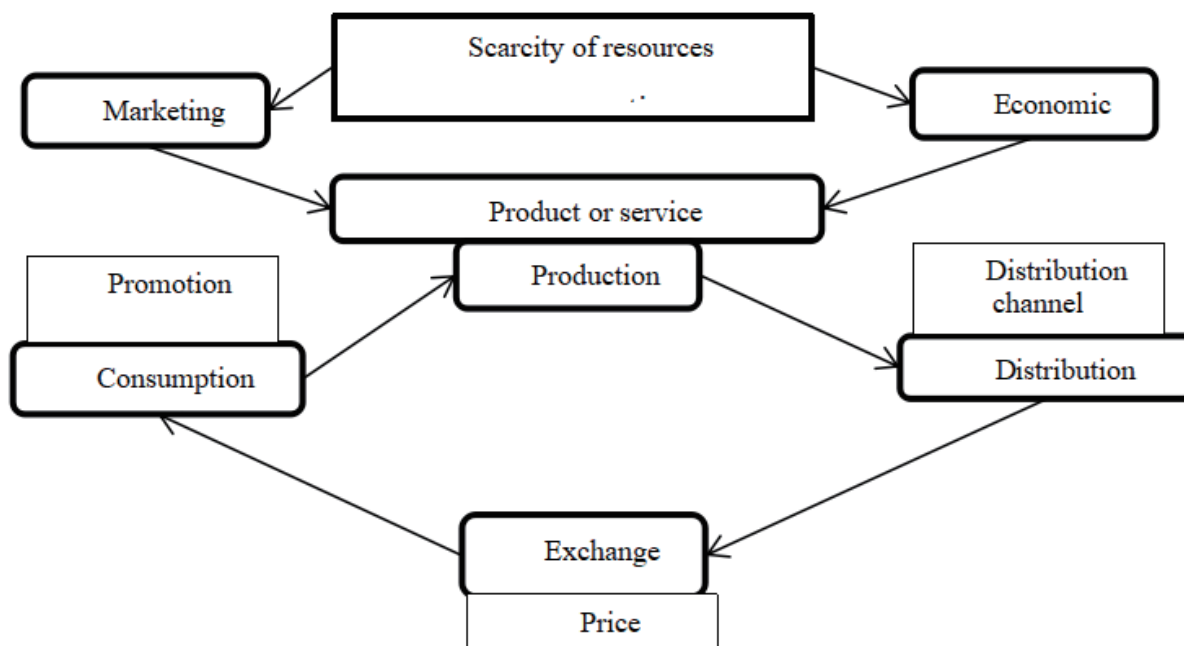 Scarcity of resources
Marketing
Economic
Product or service
Promotion
Production
Distribution
channel
Consumption
Distribution
Exchange
Price